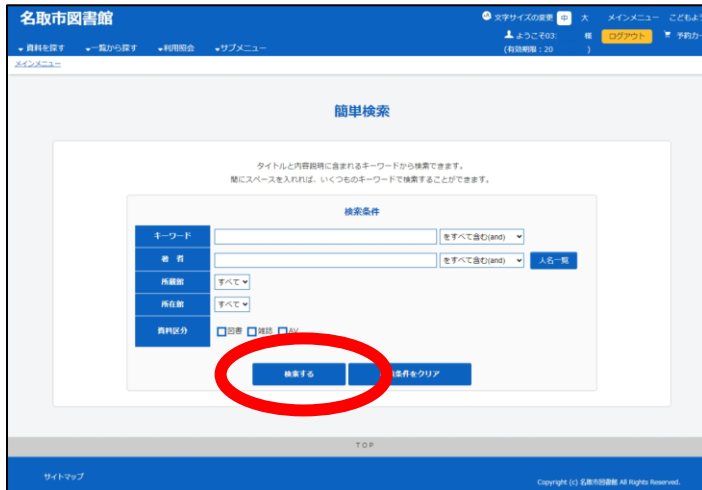 名取市図書館
文字サイズの変更 中 大 メインメニュー こどもよ
ようこそ03: 様 ログアウト 予約カー
(有効期限:20 )
資料を探す 一覧から探す 利用照会 サブメニュー
メインメニュー
簡単検索
タイトルと内容説明に含まれるキーワードから検索できます。
間にスペースを入れれば、いくつものキーワードで検索することができます。
検索条件
キーワード をすべて含む(and)
著 者 をすべて含む(and) 人名一覧
所蔵館 すべて
所在館 すべて
資料区分 図書 雑誌 AV
検索する 条件をクリア
TOP
サイトマップ
Copyright (c) 名取市図書館 All Rights Reserved.